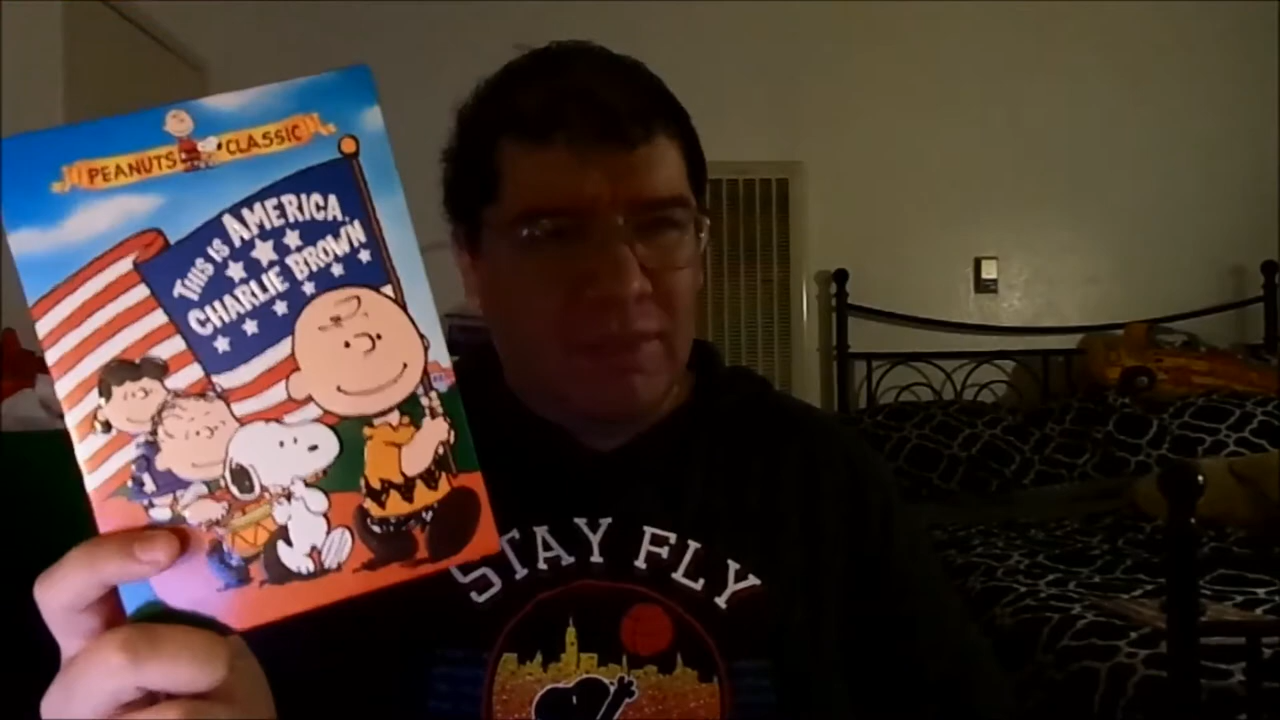 PEANUTS CLASSIC
THIS IS AMERICA,
CHARLIE BROWN
STAY FLY